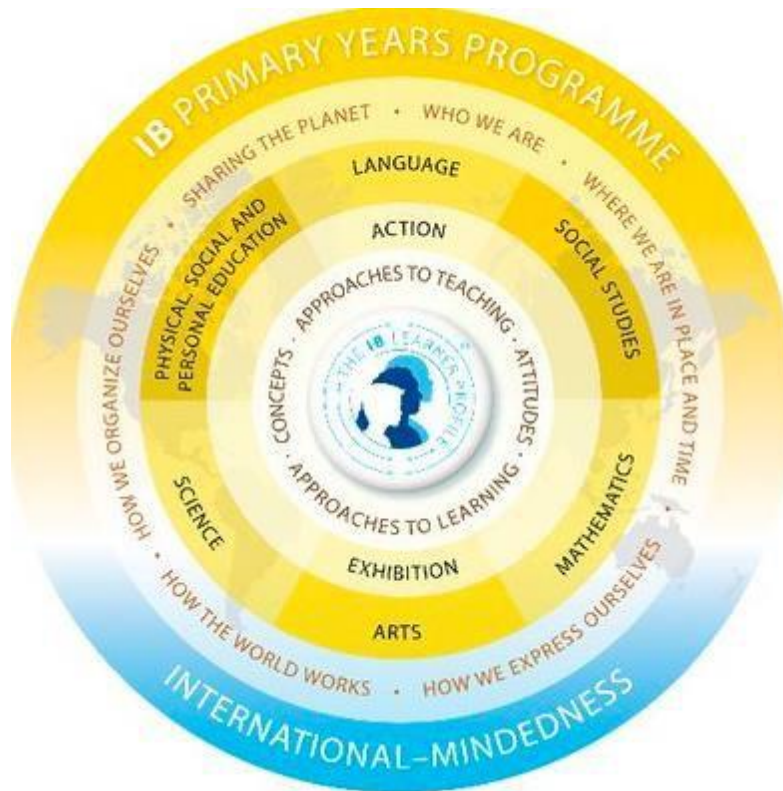 IB PRIMARY YEARS PROGRAMME
SHARING THE PLANET • WHO WE ARE • WHERE WE ARE IN PLACE AND TIME •
HOW WE EXPRESS OURSELVES • HOW THE WORLD WORKS • HOW WE ORGANIZE OURSELVES •
LANGUAGE
SOCIAL STUDIES
MATHEMATICS
ARTS
SCIENCE
PHYSICAL, SOCIAL AND
PERSONAL EDUCATION
ACTION
EXHIBITION
· APPROACHES TO TEACHING · ATTITUDES ·
APPROACHES TO LEARNING · CONCEPTS
THE IB LEARNER PROFILE
INTERNATIONAL–MINDEDNESS